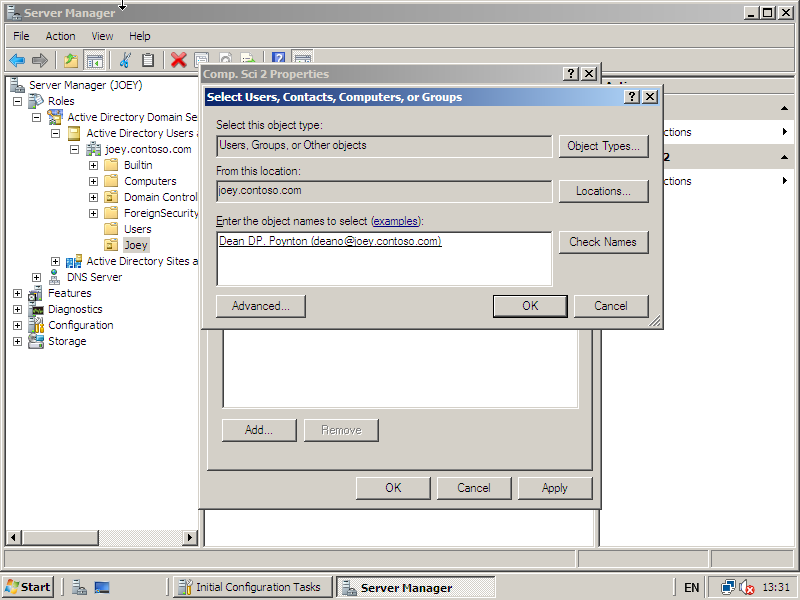 Server Manager
File Action View Help
Comp. Sci 2 Properties
Select Users, Contacts, Computers, or Groups
Select this object type:
Users, Groups, or Other objects
Object Types...
From this location:
joey.contoso.com
Locations...
Enter the object names to select (examples):
Dean DP. Poynton (deano@joey.contoso.com)
Check Names
Advanced...
OK
Cancel
Add...
Remove
OK
Cancel
Apply
Server Manager (JOEY)
Roles
Active Directory Domain Se
Active Directory Users a
joey.contoso.com
Builtin
Computers
Domain Control
ForeignSecurity
Users
Joey
Active Directory Sites a
DNS Server
Features
Diagnostics
Configuration
Storage
ctions
2
ctions
Start
Initial Configuration Tasks
Server Manager
EN
13:31